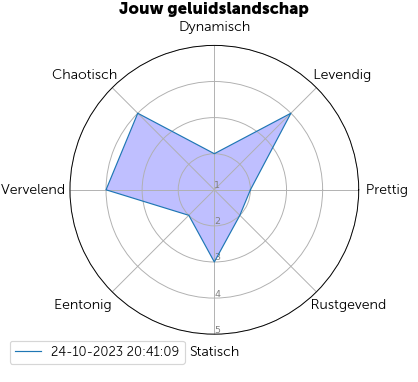 Jouw geluidslandschap
Dynamisch
Chaotisch
Levendig
Vervelend
1
Prettig
2
3
4
Eentonig
Rustgevend
5
24-10-2023 20:41:09
Statisch